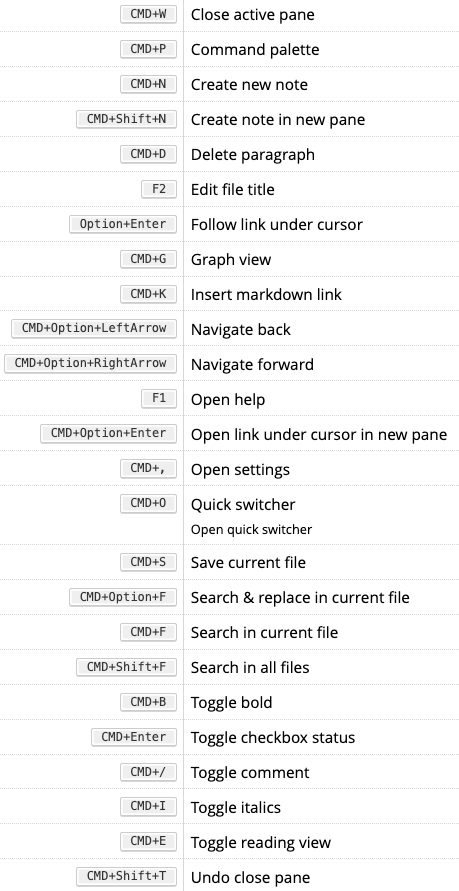 CMD+W Close active pane
CMD+P Command palette
CMD+N Create new note
CMD+Shift+N Create note in new pane
CMD+D Delete paragraph
F2 Edit file title
Option+Enter Follow link under cursor
CMD+G Graph view
CMD+K Insert markdown link
CMD+Option+LeftArrow Navigate back
CMD+Option+RightArrow Navigate forward
F1 Open help
CMD+Option+Enter Open link under cursor in new pane
CMD+, Open settings
CMD+O Quick switcher
Open quick switcher
CMD+S Save current file
CMD+Option+F Search & replace in current file
CMD+F Search in current file
CMD+Shift+F Search in all files
CMD+B Toggle bold
CMD+Enter Toggle checkbox status
CMD+/ Toggle comment
CMD+I Toggle italics
CMD+E Toggle reading view
CMD+Shift+T Undo close pane